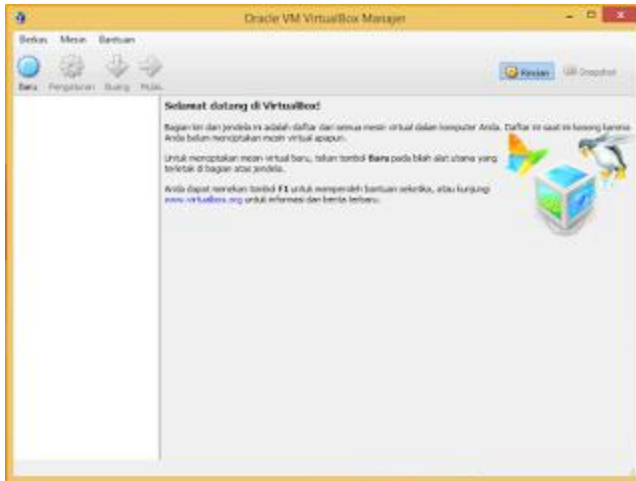 Oracle VM VirtualBox Manajer
Berkas Mesin Bantuan
Baru Pengaturan Buang Mulai
Rincian Snapshot
Selamat datang di VirtualBox!
Bagian kiri dari jendela ini adalah daftar dari semua mesin virtual dalam komputer Anda. Daftar ini saat ini kosong karena
Anda belum menciptakan mesin virtual apapun.
Untuk menciptakan mesin virtual baru, tekan tombol Baru pada bilah alat utama yang
terletak di bagian atas jendela.
Anda dapat menekan tombol F1 untuk memperoleh bantuan seketika, atau kunjungi
www.virtualbox.org untuk informasi dan berita terbaru.